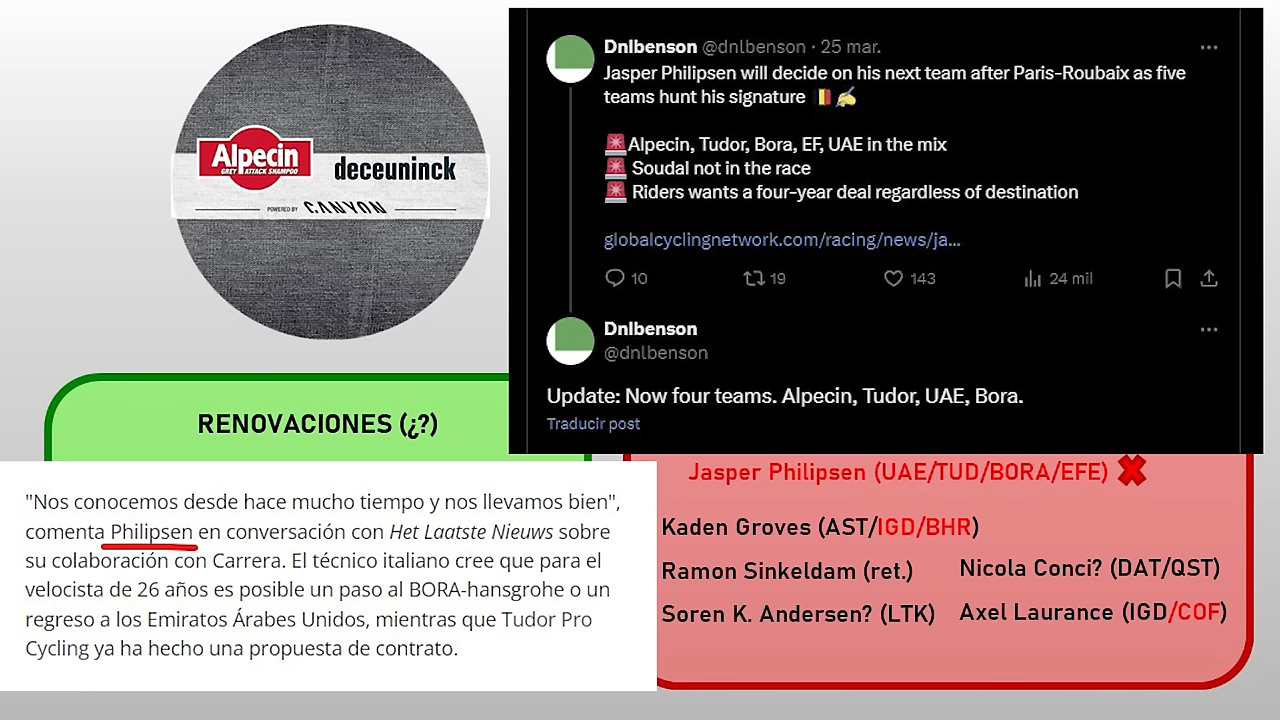 Alpecin
GREY ATTACK SHAMPOO
deceuninck
POWERED BY CANYON
Dnlbenson @dnlbenson · 25 mar.
Jasper Philipsen will decide on his next team after Paris-Roubaix as five
teams hunt his signature 🇧🇪✍️
🚨Alpecin, Tudor, Bora, EF, UAE in the mix
🚨 Soudal not in the race
🚨 Riders wants a four-year deal regardless of destination
globalcyclingnetwork.com/racing/news/ja...
10 19 143 24 mil
Dnlbenson
@dnlbenson
Update: Now four teams. Alpecin, Tudor, UAE, Bora.
Traducir post
RENOVACIONES (¿?)
"Nos conocemos desde hace mucho tiempo y nos llevamos bien",
comenta Philipsen en conversación con Het Laatste Nieuws sobre
su colaboración con Carrera. El técnico italiano cree que para el
velocista de 26 años es posible un paso al BORA-hansgrohe o un
regreso a los Emiratos Árabes Unidos, mientras que Tudor Pro
Cycling ya ha hecho una propuesta de contrato.
Jasper Philipsen (UAE/TUD/BORA/EFE) ✖
Kaden Groves (AST/IGD/BHR)
Ramon Sinkeldam (ret.)
Nicola Conci? (DAT/QST)
Soren K. Andersen? (LTK)
Axel Laurance (IGD/COF)